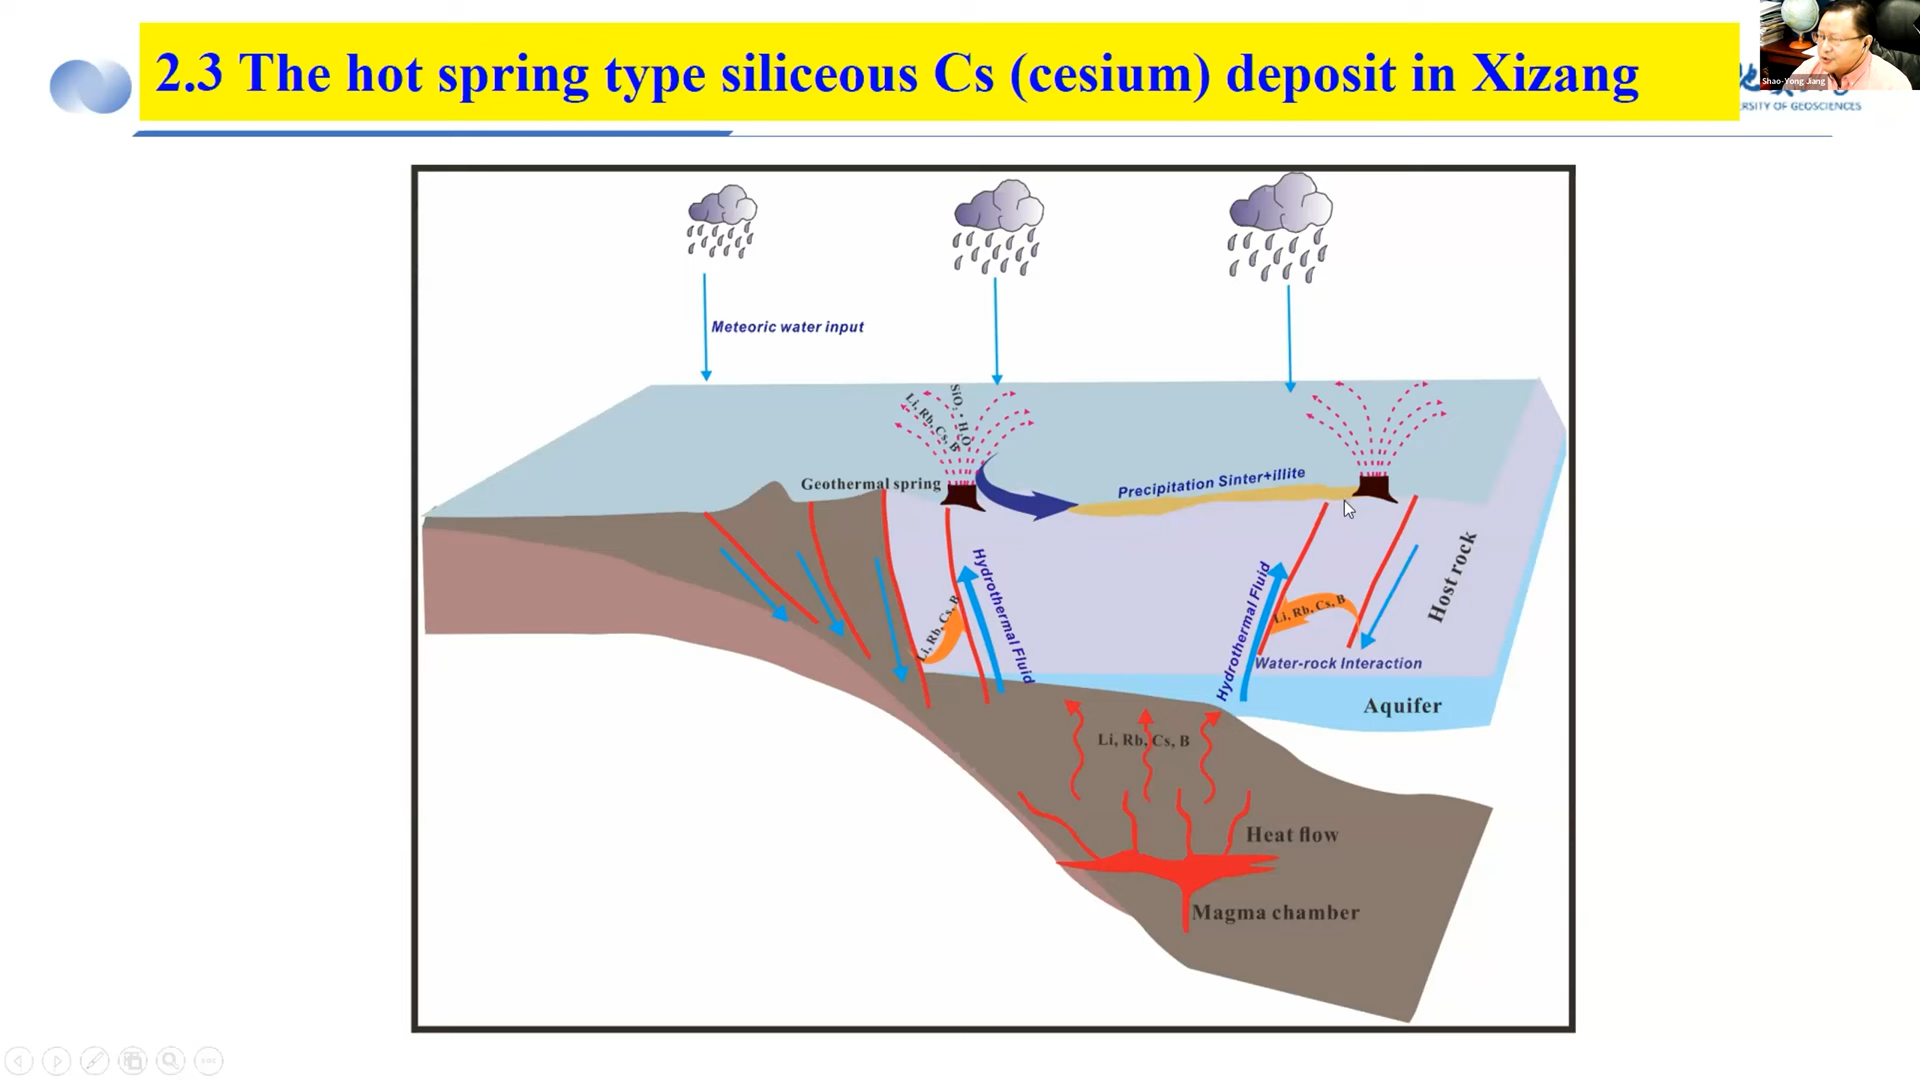 2.3 The hot spring type siliceous Cs (cesium) deposit in Xizang
Shao-Yong Jiang
RSITY OF GEOSCIENCES
Meteoric water input
SiO₂·H₂O
Li, Rb, Cs, B
Geothermal spring
Precipitation Sinter+illite
Hydrothermal Fluid
Li, Rb, Cs, B
Hydrothermal Fluid
Li, Rb, Cs, B
Host rock
Water-rock Interaction
Aquifer
Li, Rb, Cs, B
Heat flow
Magma chamber